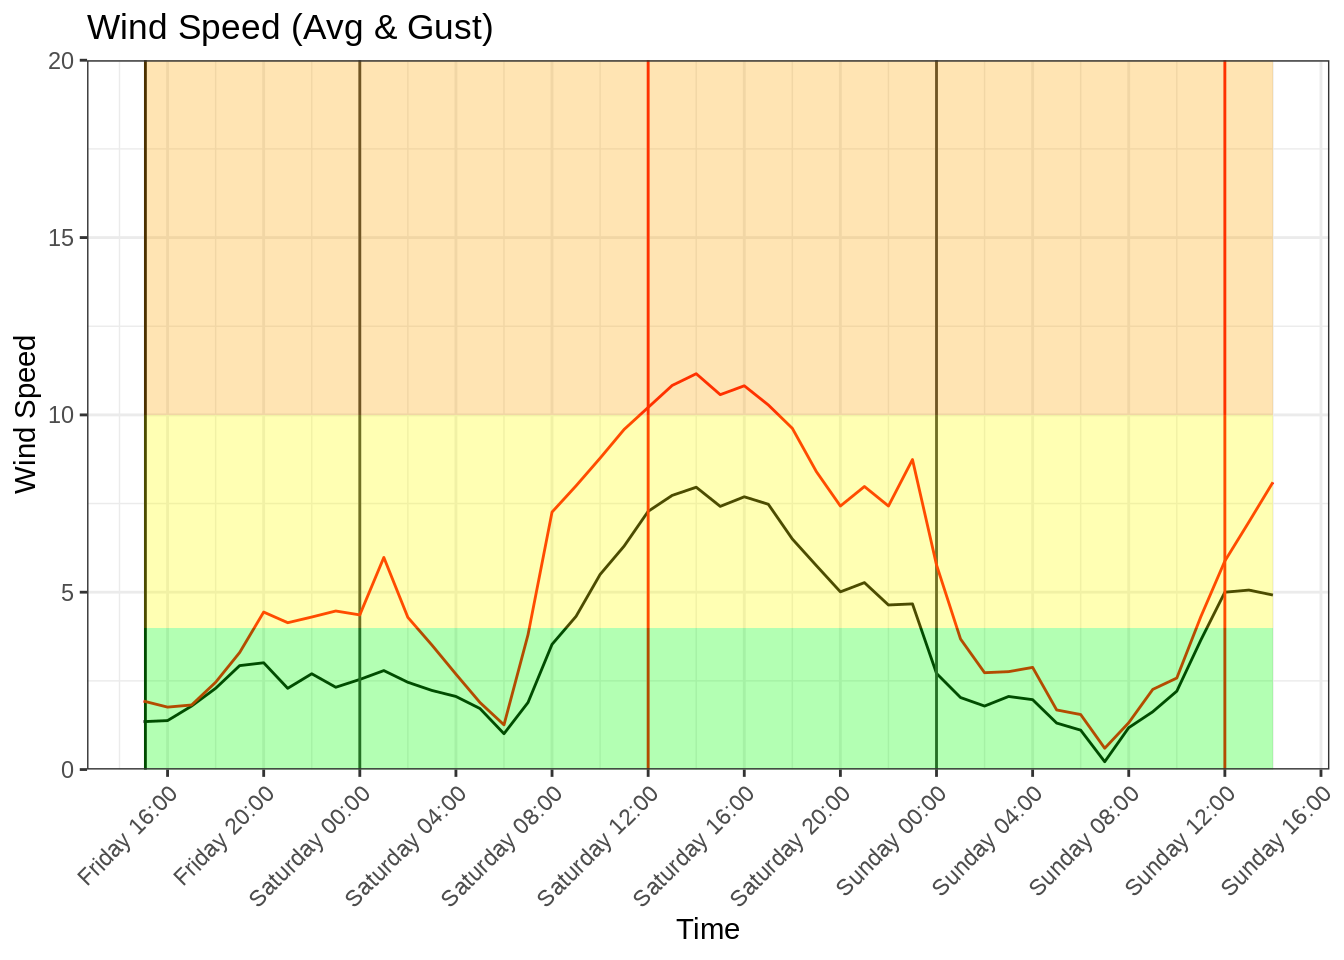 Wind Speed (Avg & Gust)
20
15
10
5
0
Wind Speed
Friday 16:00
Friday 20:00
Saturday 00:00
Saturday 04:00
Saturday 08:00
Saturday 12:00
Saturday 16:00
Saturday 20:00
Sunday 00:00
Sunday 04:00
Sunday 08:00
Sunday 12:00
Sunday 16:00
Time